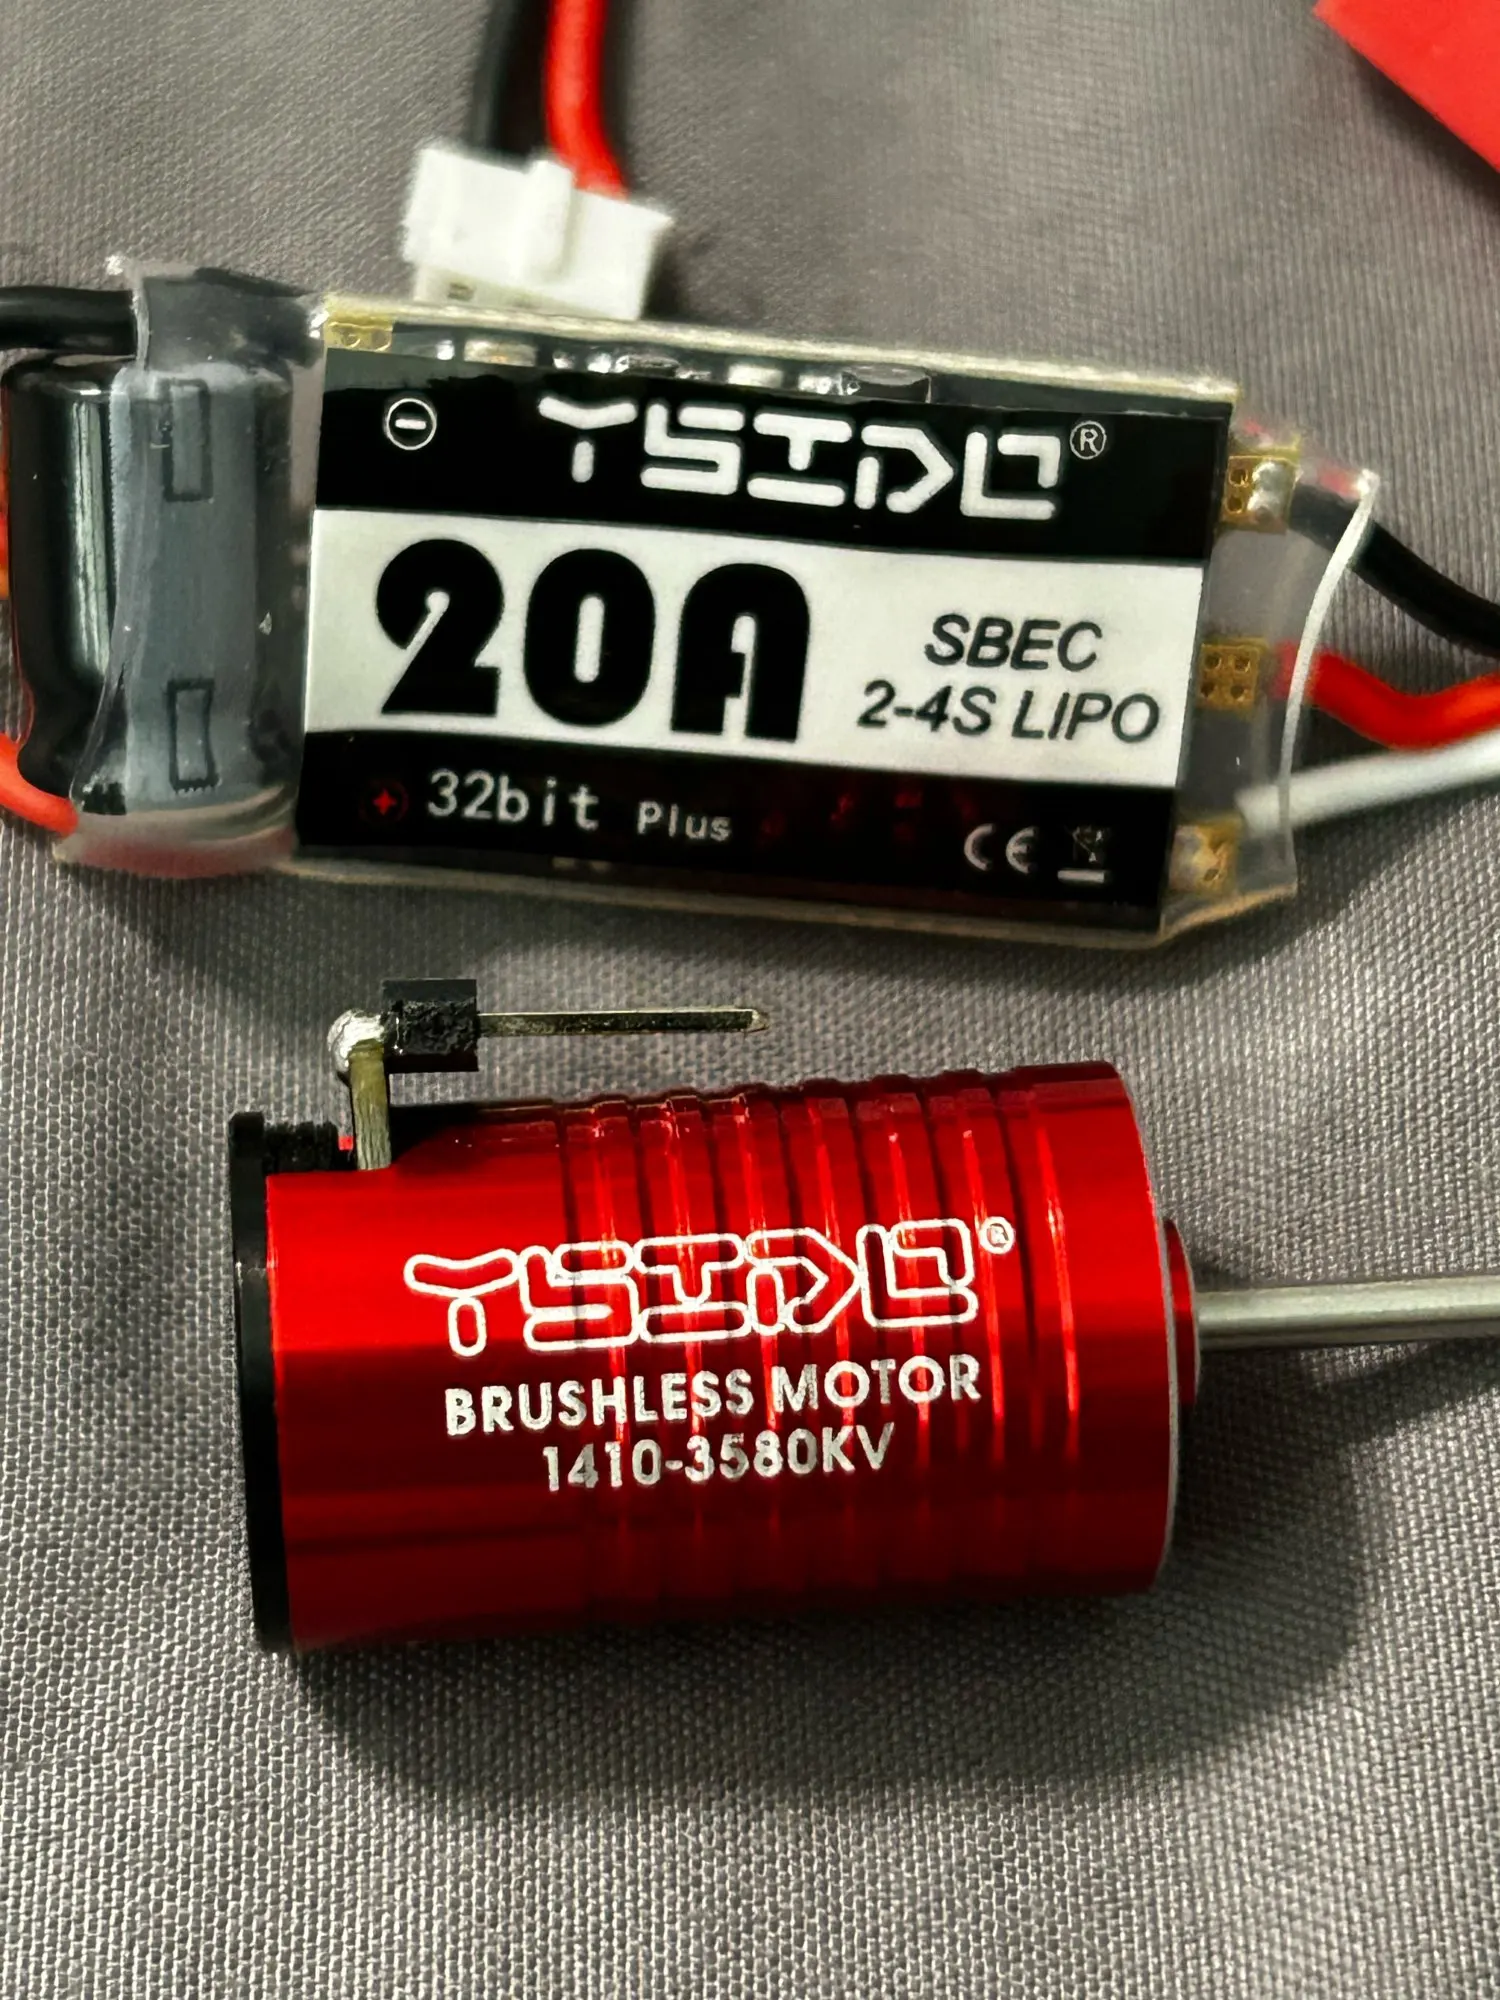 YSIDO®
20A
SBEC
2-4S LIPO
32bit Plus
CE
YSIDO®
BRUSHLESS MOTOR
1410-3580KV